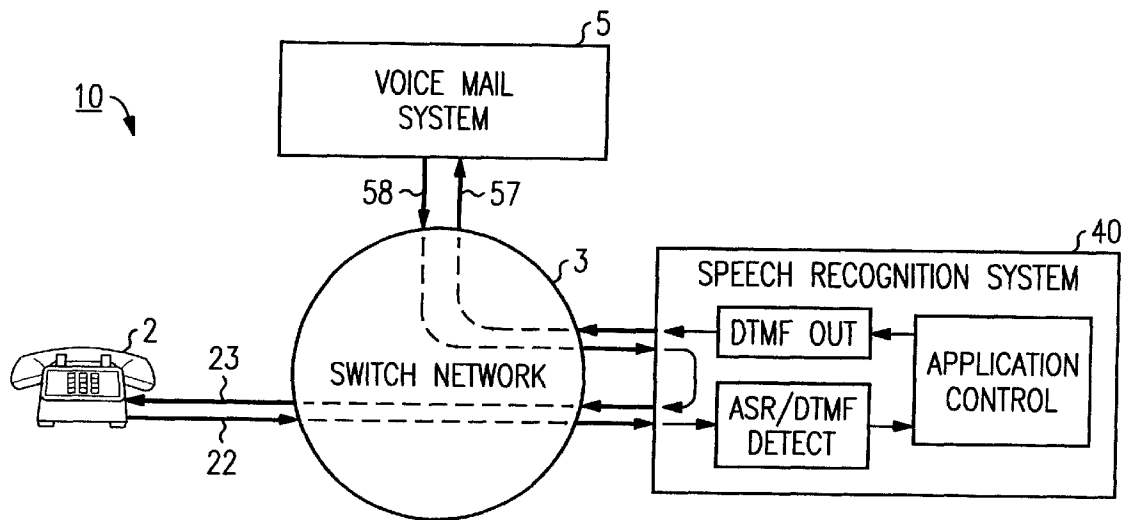 5
VOICE MAIL
SYSTEM
10
58
57
3
40
SPEECH RECOGNITION SYSTEM
DTMF OUT
APPLICATION
CONTROL
2
23
SWITCH NETWORK
ASR/DTMF
DETECT
22